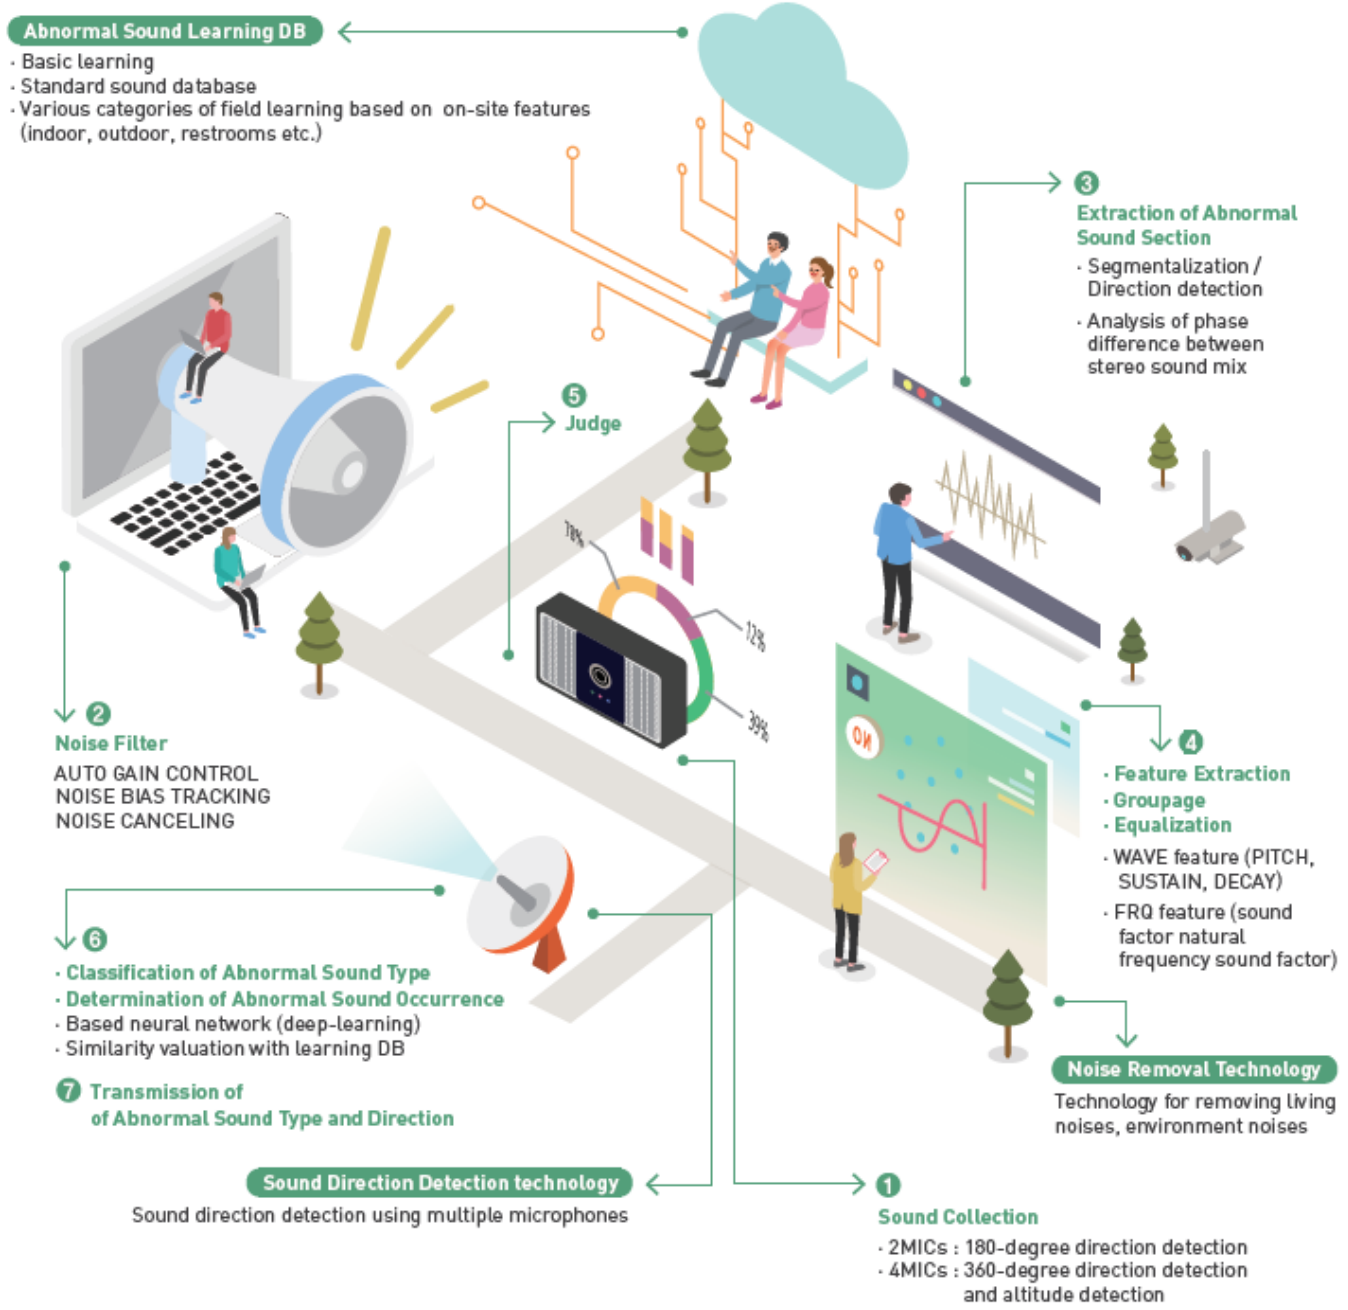 Abnormal Sound Learning DB
· Basic learning
· Standard sound database
· Various categories of field learning based on on-site features
(indoor, outdoor, restrooms etc.)
3
Extraction of Abnormal
Sound Section
· Segmentalization /
Direction detection
· Analysis of phase
difference between
stereo sound mix
5
Judge
78%
12%
39%
2
Noise Filter
AUTO GAIN CONTROL
NOISE BIAS TRACKING
NOISE CANCELING
ON
4
· Feature Extraction
· Groupage
· Equalization
· WAVE feature (PITCH,
SUSTAIN, DECAY)
· FRQ feature (sound
factor natural
frequency sound factor)
6
· Classification of Abnormal Sound Type
· Determination of Abnormal Sound Occurrence
· Based neural network (deep-learning)
· Similarity valuation with learning DB
7 Transmission of
of Abnormal Sound Type and Direction
Noise Removal Technology
Technology for removing living
noises, environment noises
Sound Direction Detection technology
Sound direction detection using multiple microphones
1
Sound Collection
· 2MICs : 180-degree direction detection
· 4MICs : 360-degree direction detection
and altitude detection